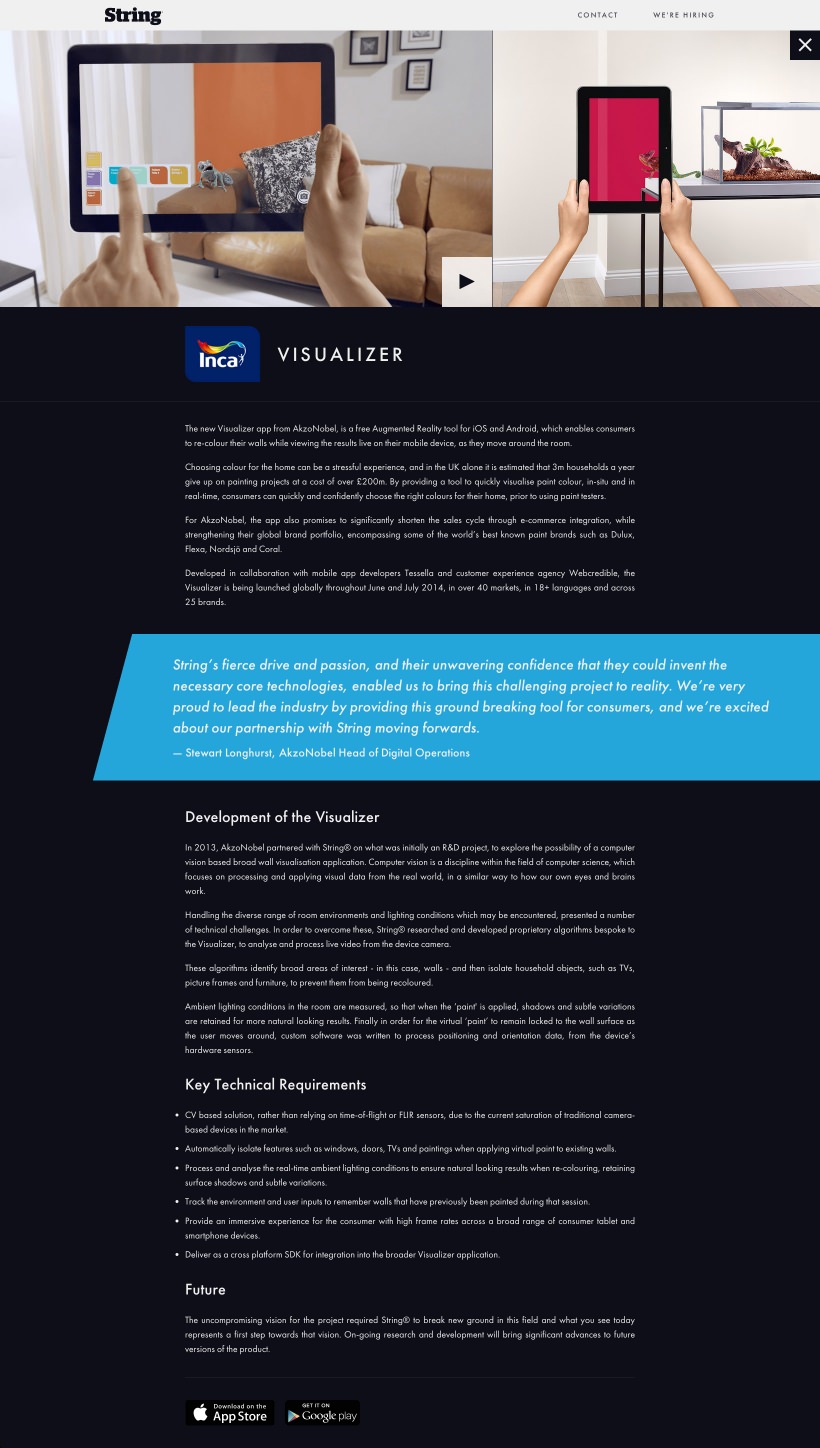 String
CONTACT
WE'RE HIRING
Inca
VISUALIZER
The new Visualizer app from AkzoNobel, is a free Augmented Reality tool for iOS and Android, which enables consumers
to re-colour their walls while viewing the results live on their mobile device, as they move around the room.
Choosing colour for the home can be a stressful experience, and in the UK alone it is estimated that 3m households a year
give up on painting projects at a cost of over £200m. By providing a tool to quickly visualise paint colour, in-situ and in
real-time, consumers can quickly and confidently choose the right colours for their home, prior to using paint testers.
For AkzoNobel, the app also promises to significantly shorten the sales cycle through e-commerce integration, while
strengthening their global brand portfolio, encompassing some of the world's best known paint brands such as Dulux,
Flexa, Nordsjö and Coral.
Developed in collaboration with mobile app developers Tessella and customer experience agency Webcredible, the
Visualizer is being launched globally throughout June and July 2014, in over 40 markets, in 18+ languages and across
25 brands.
String's fierce drive and passion, and their unwavering confidence that they could invent the
necessary core technologies, enabled us to bring this challenging project to reality. We're very
proud to lead the industry by providing this ground breaking tool for consumers, and we're excited
about our partnership with String moving forwards.
— Stewart Longhurst, AkzoNobel Head of Digital Operations
Development of the Visualizer
In 2013, AkzoNobel partnered with String® on what was initially an R&D project, to explore the possibility of a computer
vision based broad wall visualisation application. Computer vision is a discipline within the field of computer science, which
focuses on processing and applying visual data from the real world, in a similar way to how our own eyes and brains
work.
Handling the diverse range of room environments and lighting conditions which may be encountered, presented a number
of technical challenges. In order to overcome these, String® researched and developed proprietary algorithms bespoke to
the Visualizer, to analyse and process live video from the device camera.
These algorithms identify broad areas of interest - in this case, walls - and then isolate household objects, such as TVs,
picture frames and furniture, to prevent them from being recoloured.
Ambient lighting conditions in the room are measured, so that when the 'paint' is applied, shadows and subtle variations
are retained for more natural looking results. Finally in order for the virtual 'paint' to remain locked to the wall surface as
the user moves around, custom software was written to process positioning and orientation data, from the device's
hardware sensors.
Key Technical Requirements
• CV based solution, rather than relying on time-of-flight or FLIR sensors, due to the current saturation of traditional camera-
based devices in the market.
• Automatically isolate features such as windows, doors, TVs and paintings when applying virtual paint to existing walls.
• Process and analyse the real-time ambient lighting conditions to ensure natural looking results when re-colouring, retaining
surface shadows and subtle variations.
• Track the environment and user inputs to remember walls that have previously been painted during that session.
• Provide an immersive experience for the consumer with high frame rates across a broad range of consumer tablet and
smartphone devices.
• Deliver as a cross platform SDK for integration into the broader Visualizer application.
Future
The uncompromising vision for the project required String® to break new ground in this field and what you see today
represents a first step towards that vision. On-going research and development will bring significant advances to future
versions of the product.
Download on the
App Store
GET IT ON
Google play